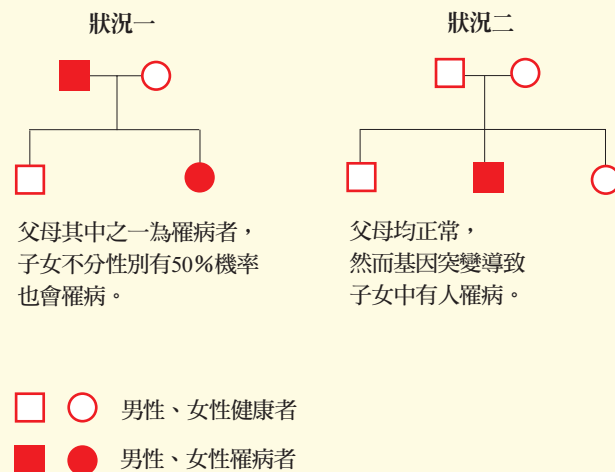 狀況一
父母其中之一為罹病者，
子女不分性別有50%機率
也會罹病。
狀況二
父母均正常，
然而基因突變導致
子女中有人罹病。
男性、女性健康者
男性、女性罹病者